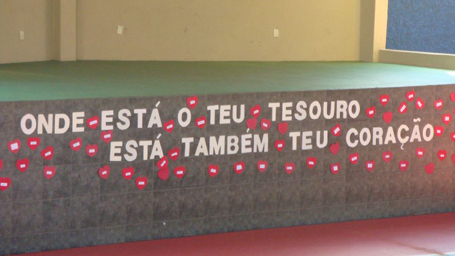 ONDE ESTÁ O TEU TESOURO
ESTÁ TAMBÉM TEU CORAÇÃO